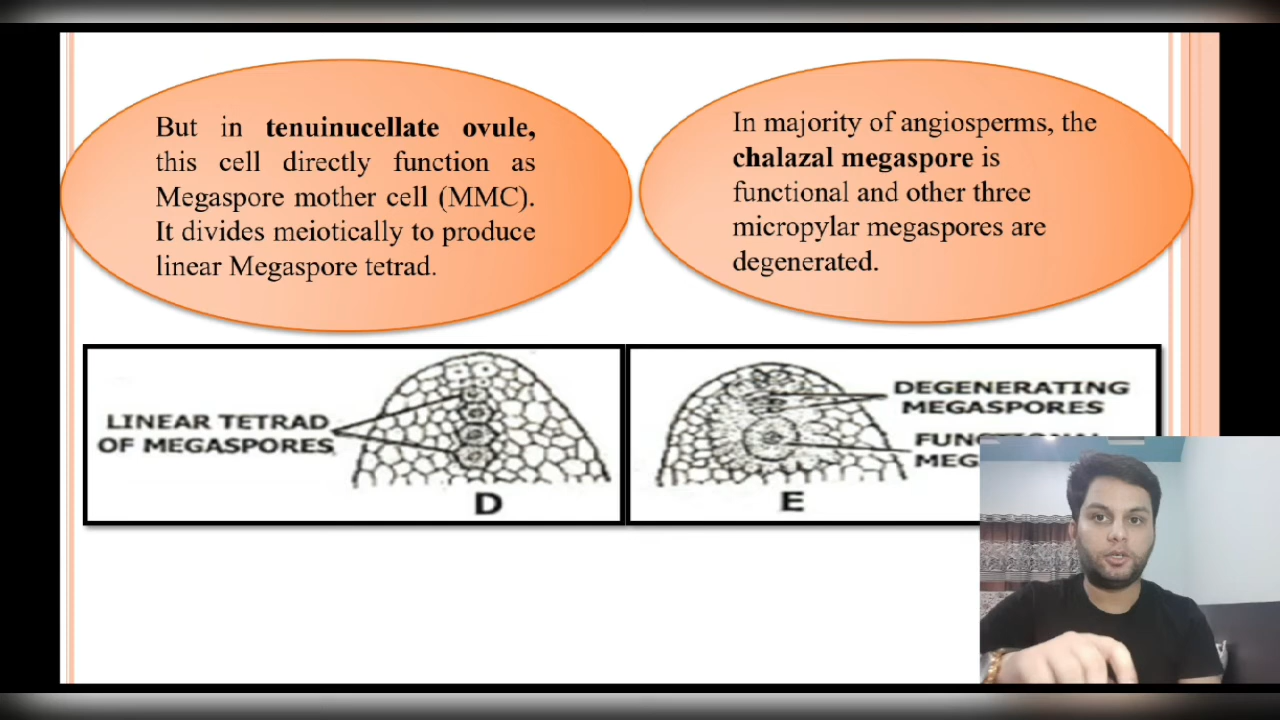 But in tenuinucellate ovule,
this cell directly function as
Megaspore mother cell (MMC).
It divides meiotically to produce
linear Megaspore tetrad.
In majority of angiosperms, the
chalazal megaspore is
functional and other three
micropylar megaspores are
degenerated.
LINEAR TETRAD
OF MEGASPORES
D
DEGENERATING
MEGASPORES
E